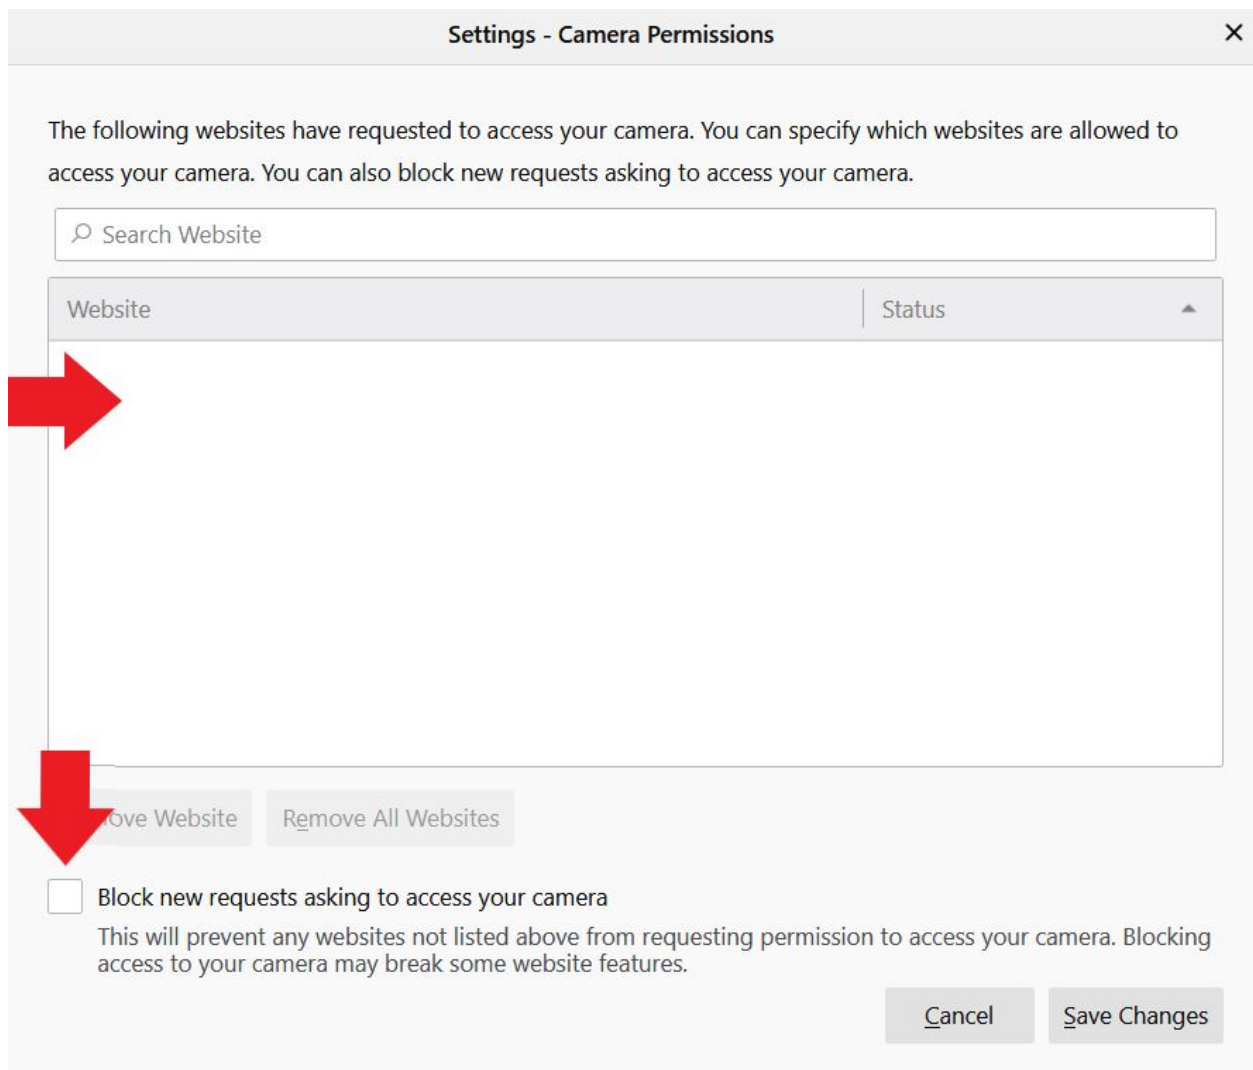 Settings - Camera Permissions
The following websites have requested to access your camera. You can specify which websites are allowed to
access your camera. You can also block new requests asking to access your camera.
Search Website
Website Status
ove Website Remove All Websites
Block new requests asking to access your camera
This will prevent any websites not listed above from requesting permission to access your camera. Blocking
access to your camera may break some website features.
Cancel Save Changes